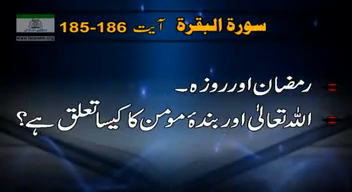 سورۃ البقرۃ آیت 186-185
رمضان اور روزہ۔
اللہ تعالیٰ اور بندۂ مومن کا کیسا تعلق ہے؟